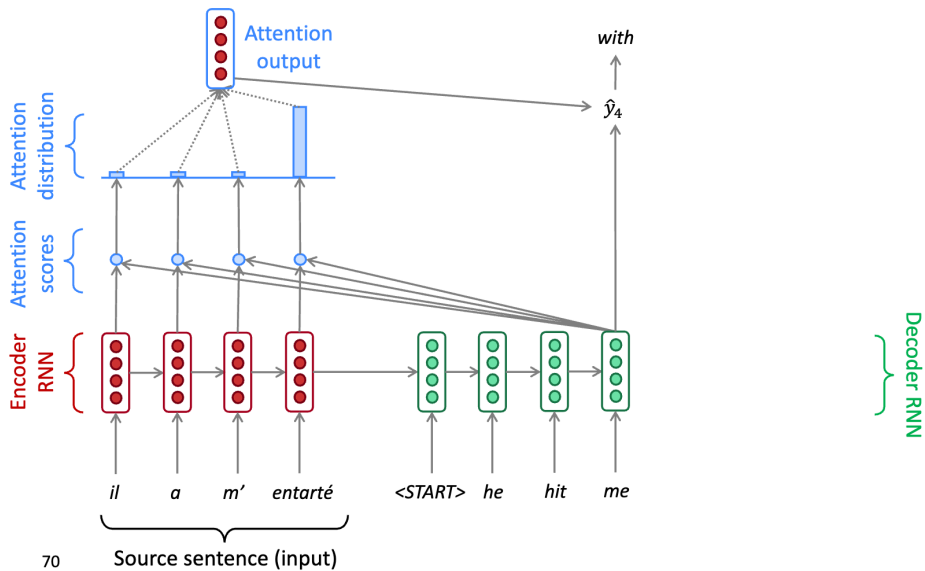 Attention
output
with
ŷ4
Attention
distribution
Attention
scores
Encoder
RNN
Decoder RNN
il a m’ entarté <START> he hit me
Source sentence (input)
70